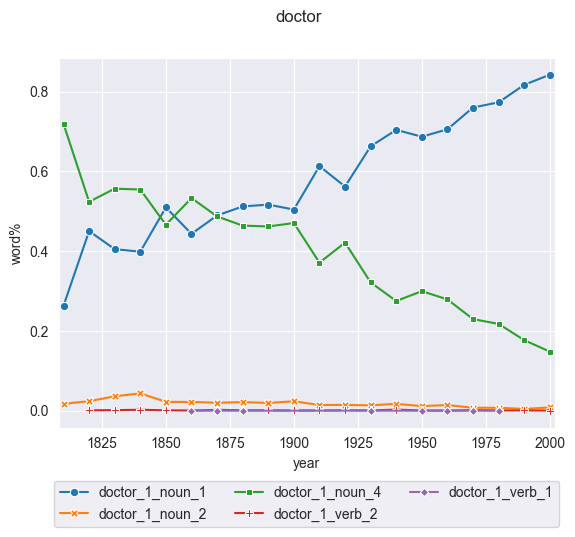 doctor
0.8
0.6
0.4
0.2
0.0
word%
1825 1850 1875 1900 1925 1950 1975 2000
year
doctor_1_noun_1 doctor_1_noun_4 doctor_1_verb_1
doctor_1_noun_2 doctor_1_verb_2